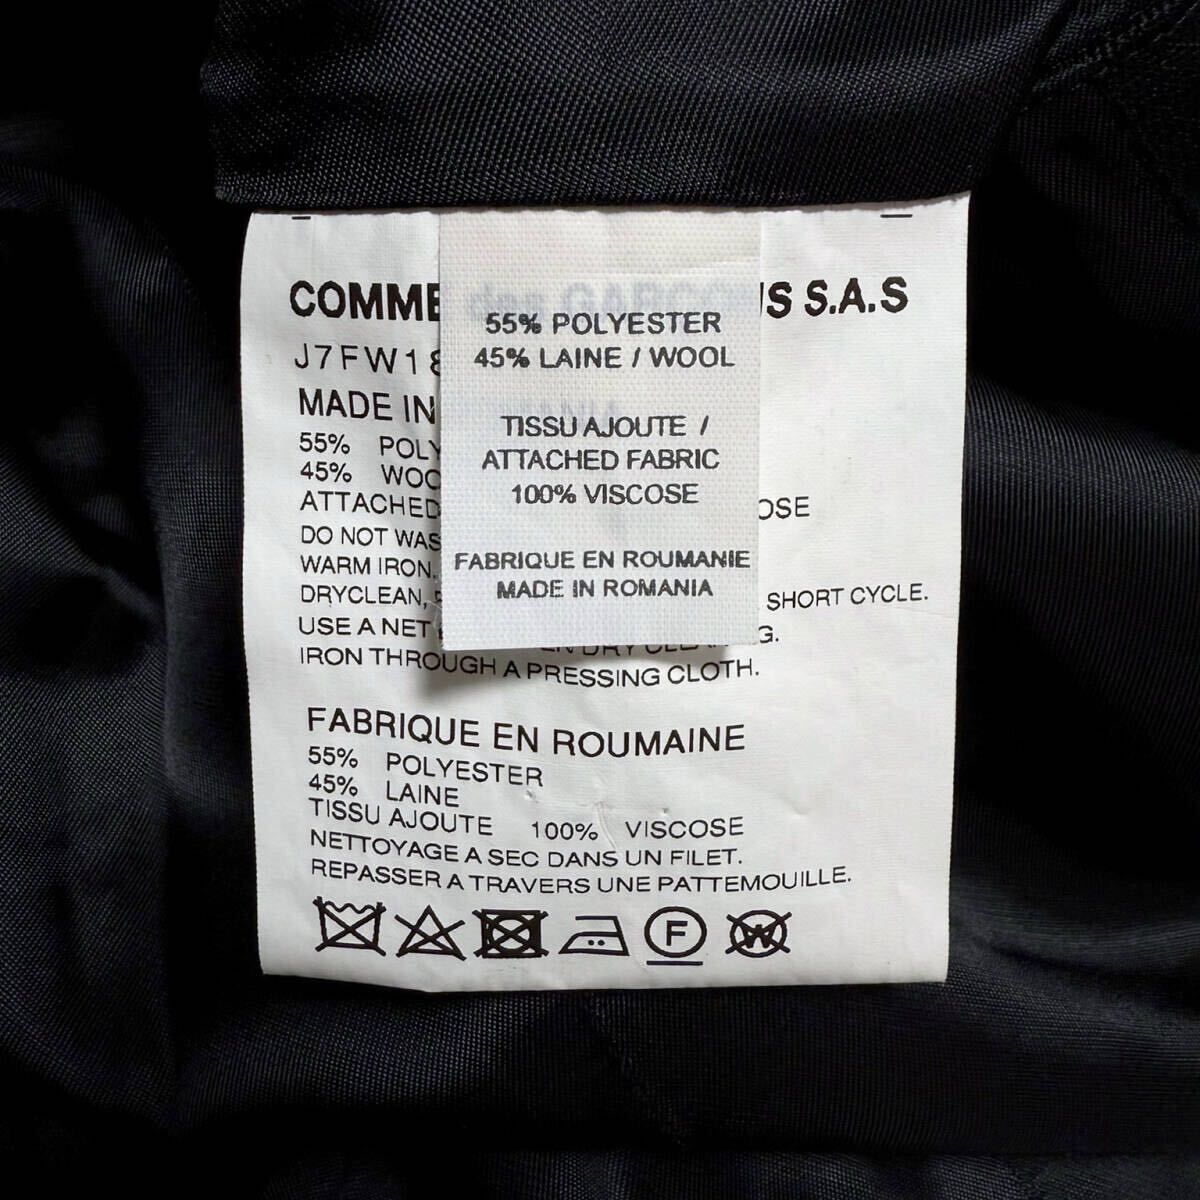 COMME des GARÇONS S.A.S
J7FW18
MADE IN
55% POLY
45% WOO
ATTACHED OSE
DO NOT WAS
WARM IRON.
DRYCLEAN, SHORT CYCLE.
USE A NET DRY G.
IRON THROUGH A PRESSING CLOTH.
55% POLYESTER
45% LAINE / WOOL
TISSU AJOUTE /
ATTACHED FABRIC
100% VISCOSE
FABRIQUE EN ROUMANIE
MADE IN ROMANIA
FABRIQUE EN ROUMAINE
55% POLYESTER
45% LAINE
TISSU AJOUTE 100% VISCOSE
NETTOYAGE A SEC DANS UN FILET.
REPASSER A TRAVERS UNE PATTEMOUILLE.
F W